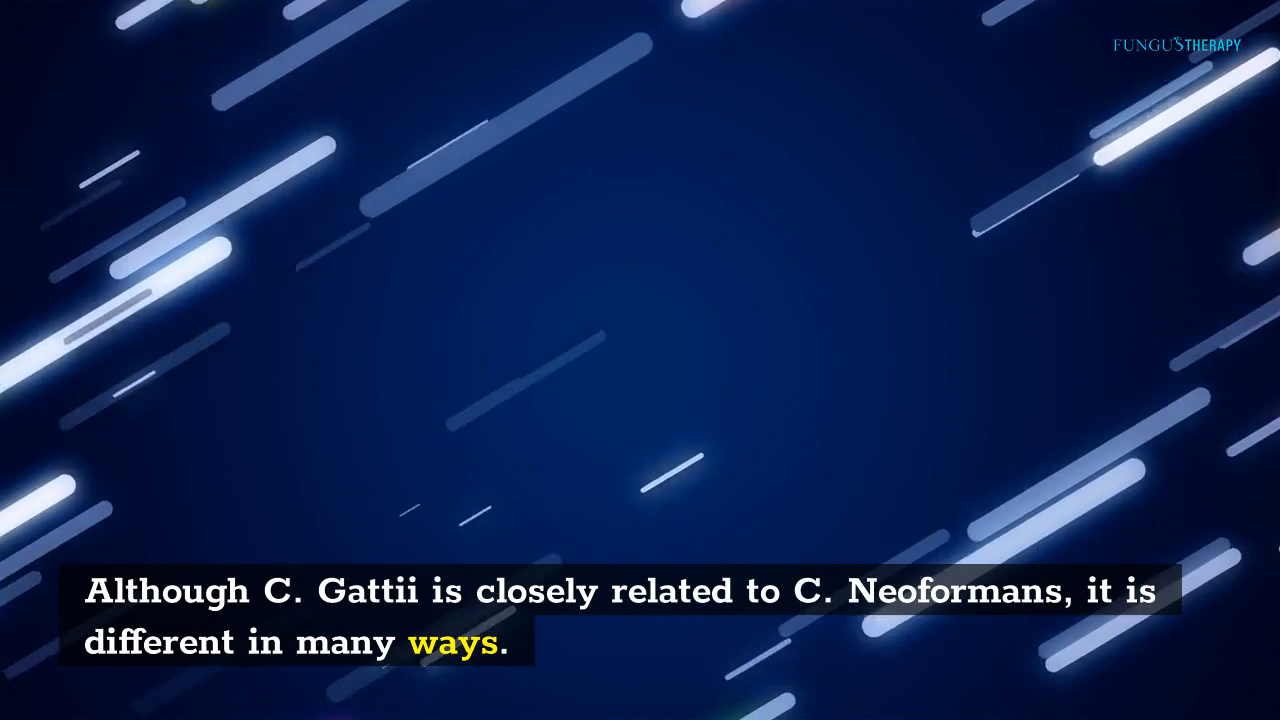 FUNGUSTHERAPY
Although C. Gattii is closely related to C. Neoformans, it is
different in many ways.